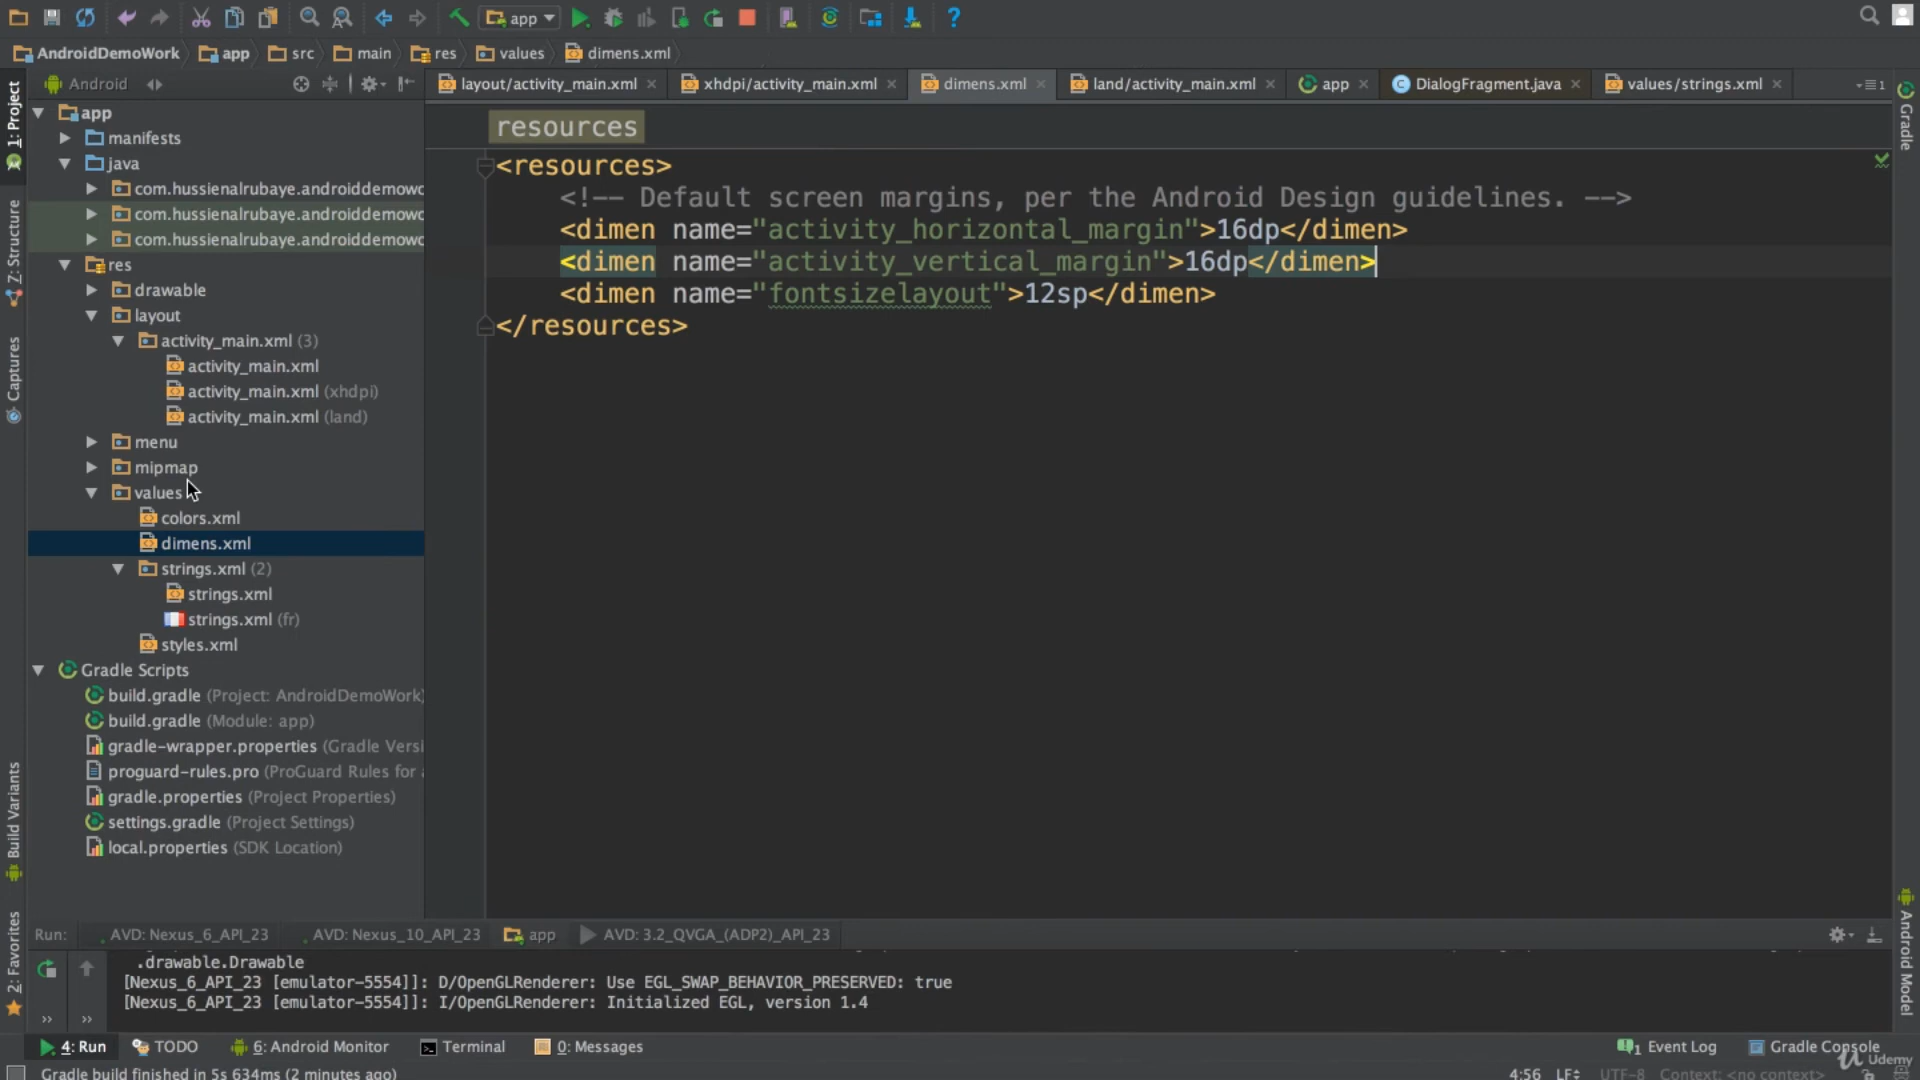 app
AndroidDemoWork
app
src
main
res
values
dimens.xml
Android
layout/activity_main.xml
xhdpi/activity_main.xml
dimens.xml
land/activity_main.xml
app
DialogFragment.java
values/strings.xml
1
1: Project
Z: Structure
Captures
Build Variants
2: Favorites
app
manifests
java
com.hussienalrubaye.androiddemowo
com.hussienalrubaye.androiddemowo
com.hussienalrubaye.androiddemowo
res
drawable
layout
activity_main.xml (3)
activity_main.xml
activity_main.xml (xhdpi)
activity_main.xml (land)
menu
mipmap
values
colors.xml
dimens.xml
strings.xml (2)
strings.xml
strings.xml (fr)
styles.xml
Gradle Scripts
build.gradle (Project: AndroidDemoWork)
build.gradle (Module: app)
gradle-wrapper.properties (Gradle Versi
proguard-rules.pro (ProGuard Rules for
gradle.properties (Project Properties)
settings.gradle (Project Settings)
local.properties (SDK Location)
resources
<resources>
<!-- Default screen margins, per the Android Design guidelines. -->
<dimen name="activity_horizontal_margin">16dp</dimen>
<dimen name="activity_vertical_margin">16dp</dimen>
<dimen name="fontsizelayout">12sp</dimen>
</resources>
Gradle
Android Model
Run:
AVD: Nexus_6_API_23
AVD: Nexus_10_API_23
app
AVD: 3.2_QVGA_(ADP2)_API_23
.drawable.Drawable
[Nexus_6_API_23 [emulator-5554]]: D/OpenGLRenderer: Use EGL_SWAP_BEHAVIOR_PRESERVED: true
[Nexus_6_API_23 [emulator-5554]]: I/OpenGLRenderer: Initialized EGL, version 1.4
4: Run
TODO
6: Android Monitor
Terminal
0: Messages
1 Event Log
Gradle Console
Gradle build finished in 5s 634ms (2 minutes ago)
4:56
LF
UTF-8
Context: <no context>
Udemy